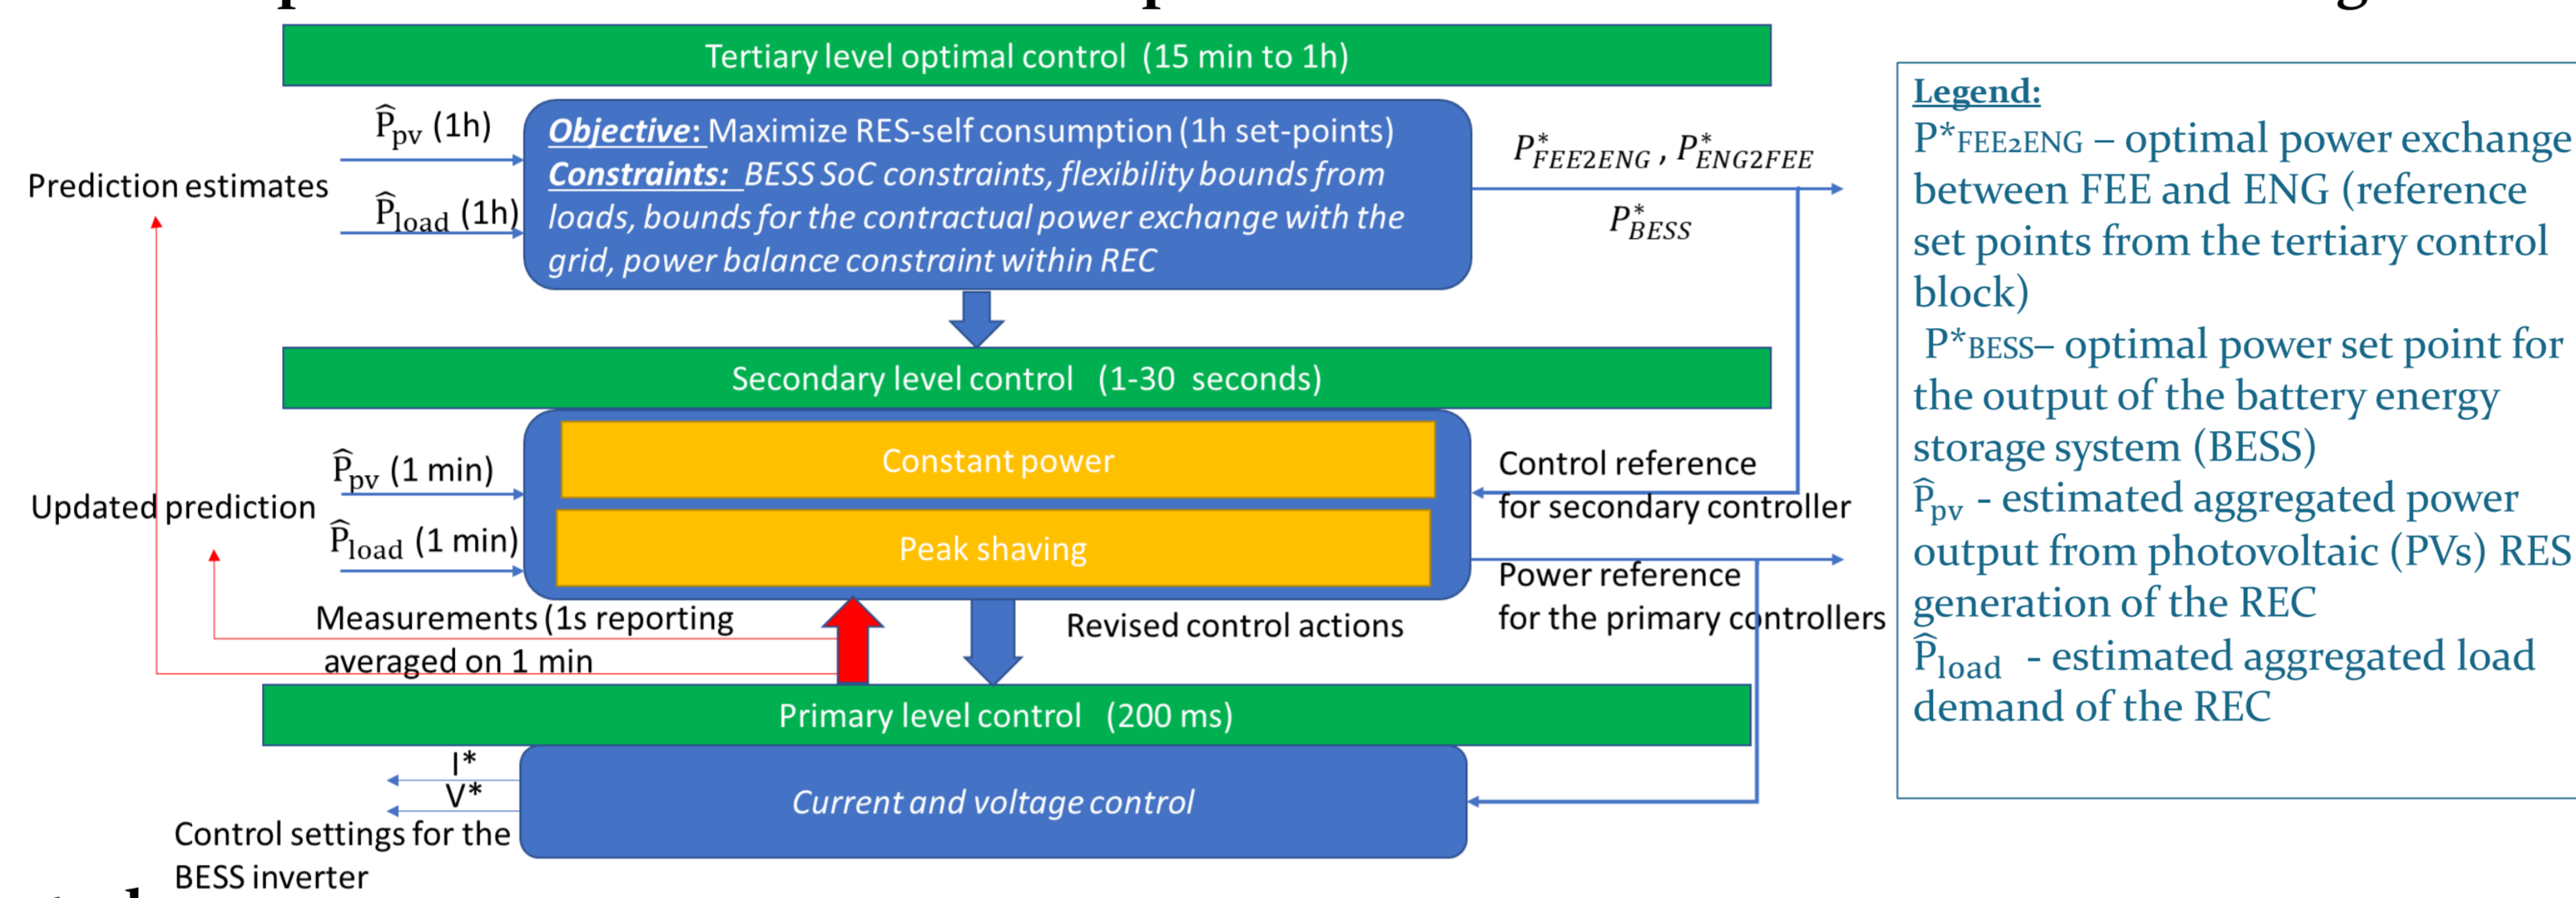 Tertiary level optimal control (15 min to 1h)
P̂pv (1h)
P̂load (1h)
Prediction estimates
Objective: Maximize RES-self consumption (1h set-points)
Constraints: BESS SoC constraints, flexibility bounds from
loads, bounds for the contractual power exchange with the
grid, power balance constraint within REC
P*FEE2ENG , P*ENG2FEE
P*BESS
Secondary level control (1-30 seconds)
P̂pv (1 min)
Updated prediction
P̂load (1 min)
Constant power
Peak shaving
Control reference
for secondary controller
Power reference
for the primary controllers
Measurements (1s reporting
averaged on 1 min
Revised control actions
Primary level control (200 ms)
I*
V*
Control settings for the
BESS inverter
Current and voltage control
Legend:
P*FEE2ENG – optimal power exchange
between FEE and ENG (reference
set points from the tertiary control
block)
P*BESS– optimal power set point for
the output of the battery energy
storage system (BESS)
P̂pv - estimated aggregated power
output from photovoltaic (PVs) RES
generation of the REC
P̂load - estimated aggregated load
demand of the REC